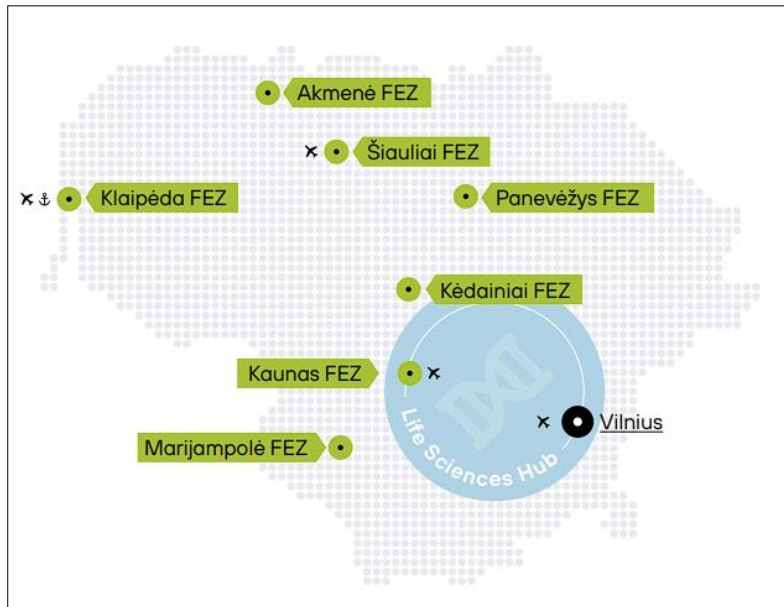 Akmenė FEZ
Šiauliai FEZ
Klaipėda FEZ
Panevėžys FEZ
Kėdainiai FEZ
Kaunas FEZ
Vilnius
Marijampolė FEZ
Life Sciences Hub